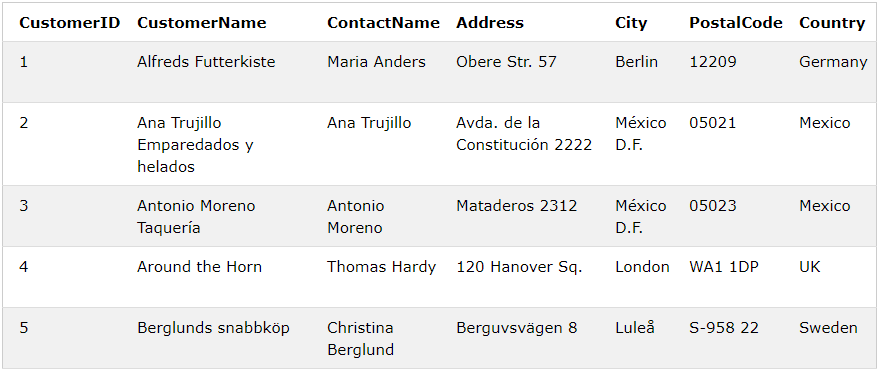 CustomerID CustomerName ContactName Address City PostalCode Country
1 Alfreds Futterkiste Maria Anders Obere Str. 57 Berlin 12209 Germany
2 Ana Trujillo Ana Trujillo Avda. de la México 05021 Mexico
Emparedados y Constitución 2222 D.F.
helados
3 Antonio Moreno Antonio Mataderos 2312 México 05023 Mexico
Taquería Moreno D.F.
4 Around the Horn Thomas Hardy 120 Hanover Sq. London WA1 1DP UK
5 Berglunds snabbköp Christina Berguvsvägen 8 Luleå S-958 22 Sweden
Berglund